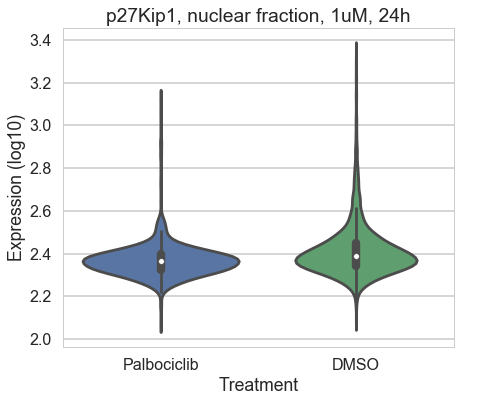 p27Kip1, nuclear fraction, 1uM, 24h
Expression (log10)
3.4
3.2
3.0
2.8
2.6
2.4
2.2
2.0
Palbociclib DMSO
Treatment